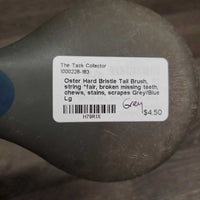 The Tack Collector
1000228-183
Oster Hard Bristle Tail Brush,
string *fair, broken missing teeth,
chews, stains, scrapes Grey/Blue
Lg
Grey
$4.50